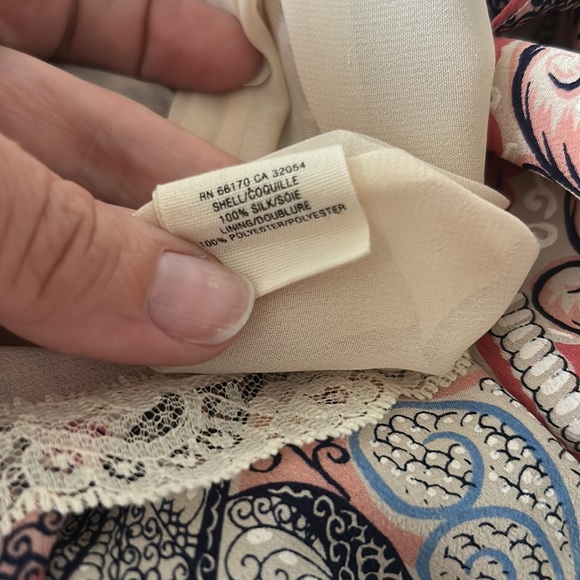 RN 66170 CA 32054
SHELL/COQUILLE
100% SILK/SOIE
LINING/DOUBLURE
100% POLYESTER/POLYESTER